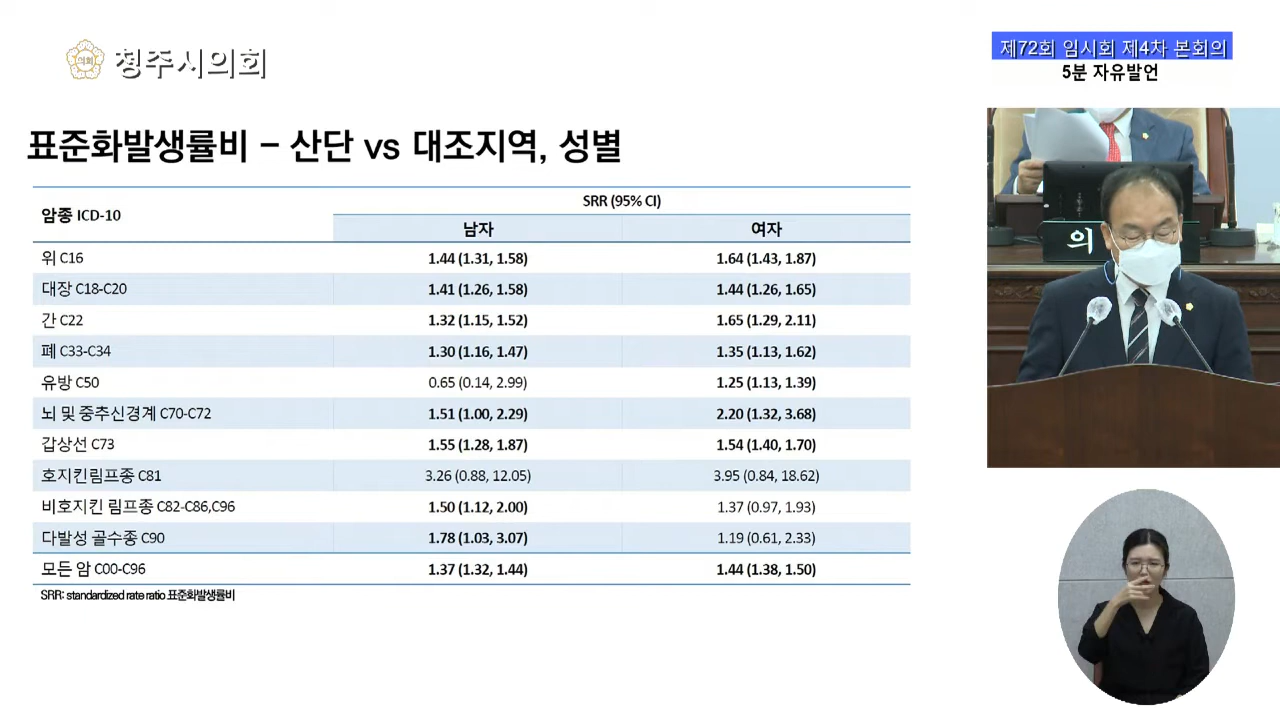 의회 청주시의회
제72회 임시회 제4차 본회의
5분 자유발언
표준화발생률비 – 산단 vs 대조지역, 성별
암종 ICD-10 SRR (95% CI)
남자 여자
위 C16 1.44 (1.31, 1.58) 1.64 (1.43, 1.87)
대장 C18-C20 1.41 (1.26, 1.58) 1.44 (1.26, 1.65)
간 C22 1.32 (1.15, 1.52) 1.65 (1.29, 2.11)
폐 C33-C34 1.30 (1.16, 1.47) 1.35 (1.13, 1.62)
유방 C50 0.65 (0.14, 2.99) 1.25 (1.13, 1.39)
뇌 및 중추신경계 C70-C72 1.51 (1.00, 2.29) 2.20 (1.32, 3.68)
갑상선 C73 1.55 (1.28, 1.87) 1.54 (1.40, 1.70)
호지킨림프종 C81 3.26 (0.88, 12.05) 3.95 (0.84, 18.62)
비호지킨 림프종 C82-C86,C96 1.50 (1.12, 2.00) 1.37 (0.97, 1.93)
다발성 골수종 C90 1.78 (1.03, 3.07) 1.19 (0.61, 2.33)
모든 암 C00-C96 1.37 (1.32, 1.44) 1.44 (1.38, 1.50)
SRR: standardized rate ratio 표준화발생률비
의